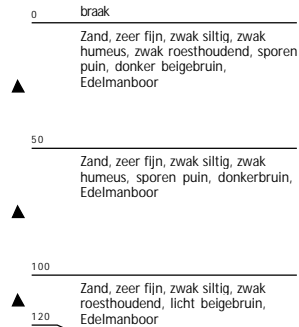 0 braak
Zand, zeer fijn, zwak siltig, zwak
humeus, zwak roesthoudend, sporen
puin, donker beigebruin,
Edelmanboor
50
Zand, zeer fijn, zwak siltig, zwak
humeus, sporen puin, donkerbruin,
Edelmanboor
100
Zand, zeer fijn, zwak siltig, zwak
roesthoudend, licht beigebruin,
120 Edelmanboor